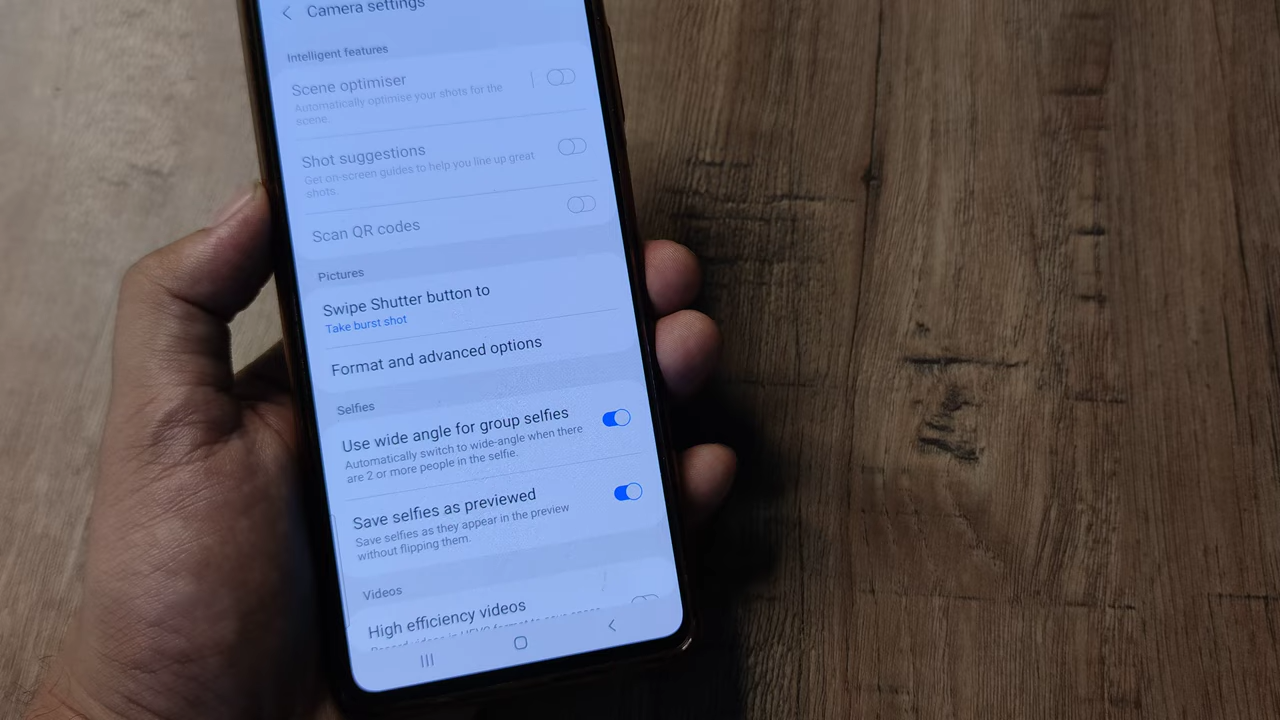 Camera settings
Intelligent features
Scene optimiser
Automatically optimise your shots for the
scene.
Shot suggestions
Get on-screen guides to help you line up great
shots.
Scan QR codes
Pictures
Swipe Shutter button to
Take burst shot
Format and advanced options
Selfies
Use wide angle for group selfies
Automatically switch to wide-angle when there
are 2 or more people in the selfie.
Save selfies as previewed
Save selfies as they appear in the preview
without flipping them.
Videos
High efficiency videos